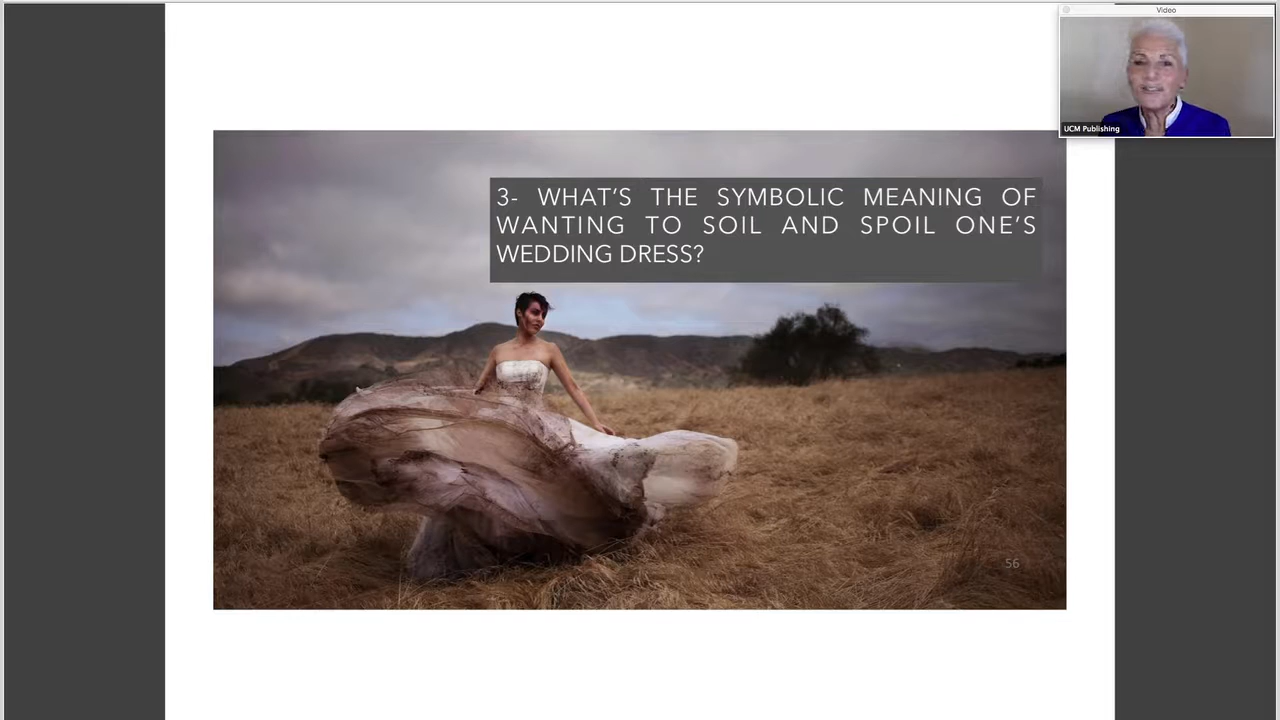 Video
UCM Publishing
3- WHAT’S THE SYMBOLIC MEANING OF
WANTING TO SOIL AND SPOIL ONE’S
WEDDING DRESS?
56